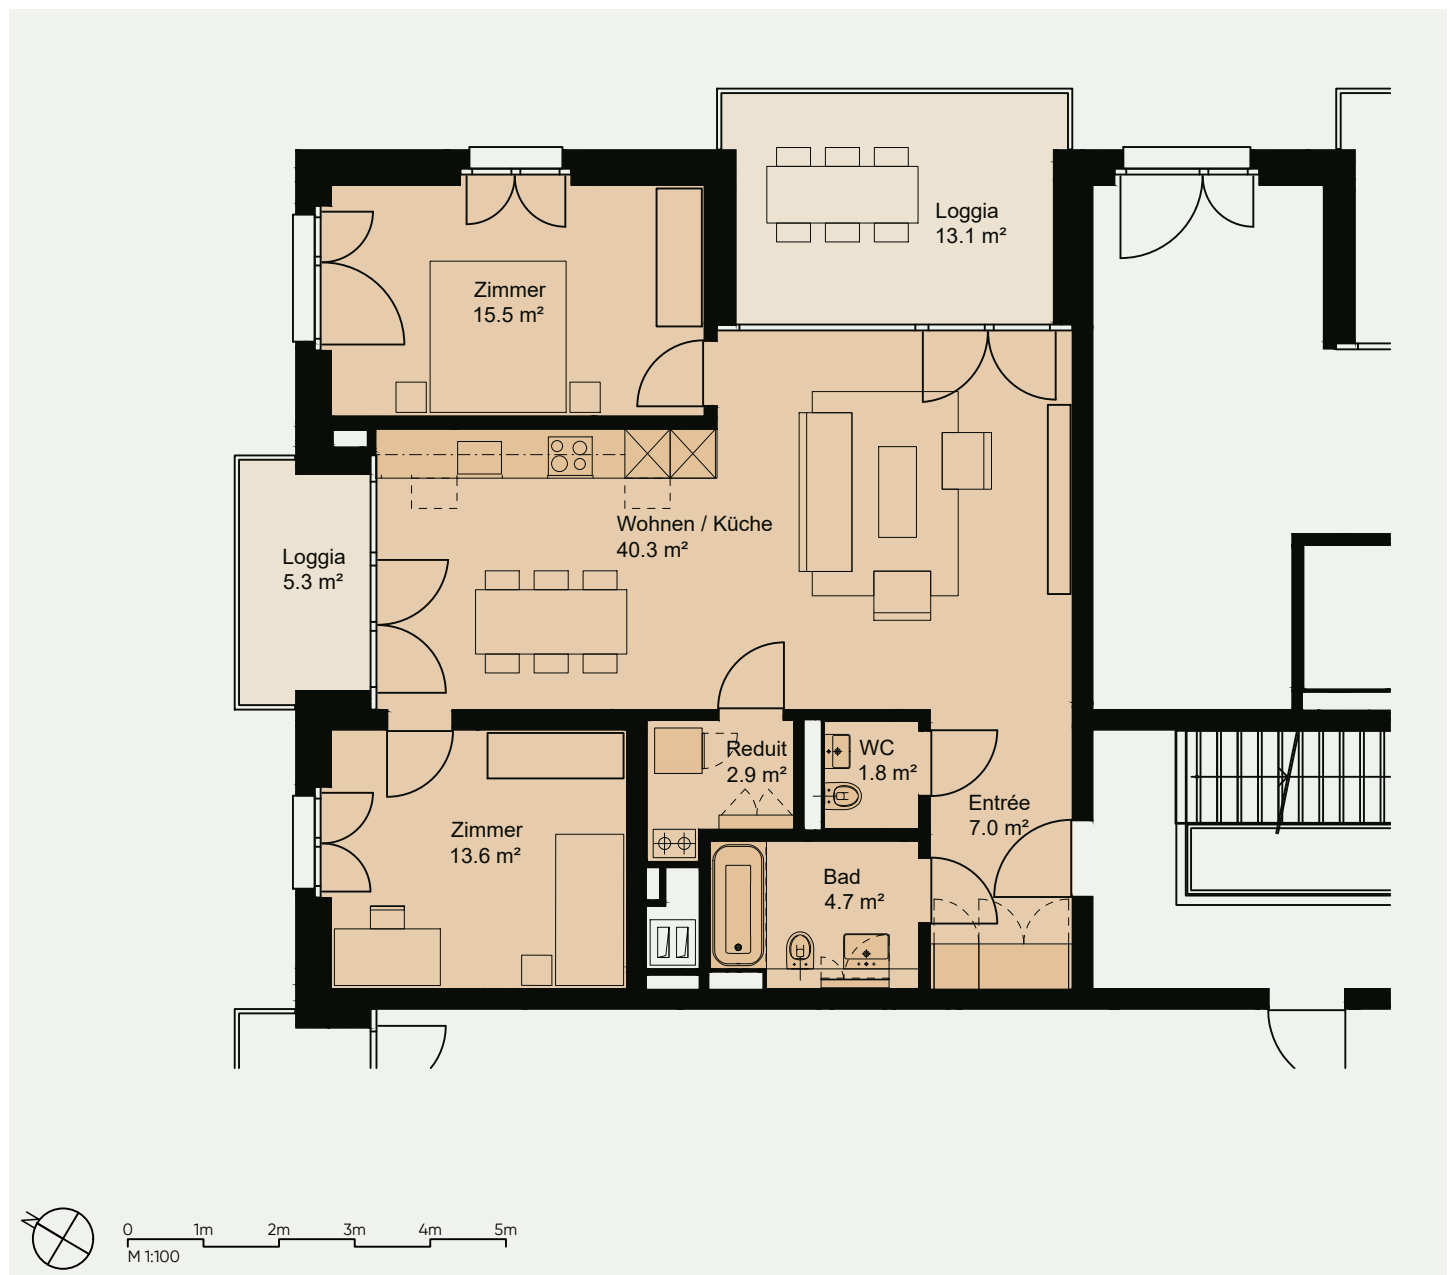 Loggia
13.1 m²
Zimmer
15.5 m²
Wohnen / Küche
40.3 m²
Loggia
5.3 m²
Reduit
2.9 m²
WC
1.8 m²
Entrée
7.0 m²
Zimmer
13.6 m²
Bad
4.7 m²
N
0 1m 2m 3m 4m 5m
M 1:100